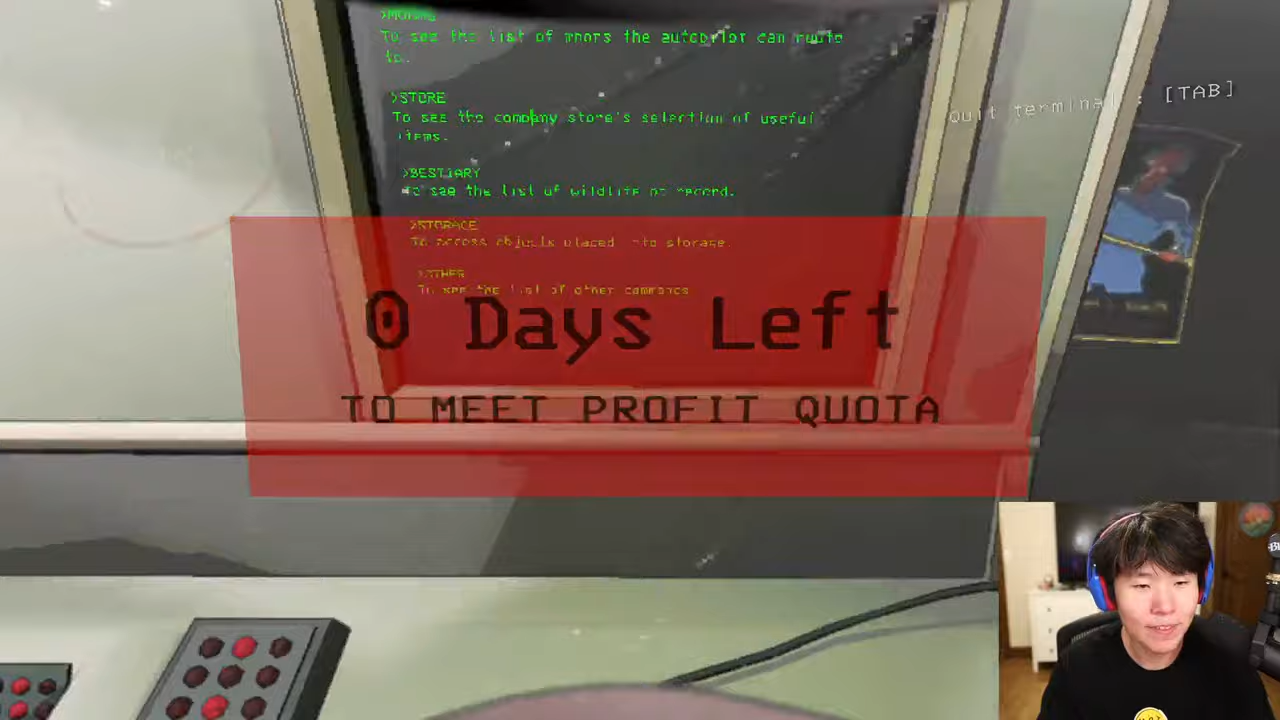 >MOONS
To see the list of moons the autopilot can route
to.
>STORE
To see the company store's selection of useful
items.
Quit terminal : [TAB]
>BESTIARY
To see the list of wildlife on record.
>STORAGE
To access objects placed into storage.
>OTHER
To see the list of other commands
0 Days Left
TO MEET PROFIT QUOTA